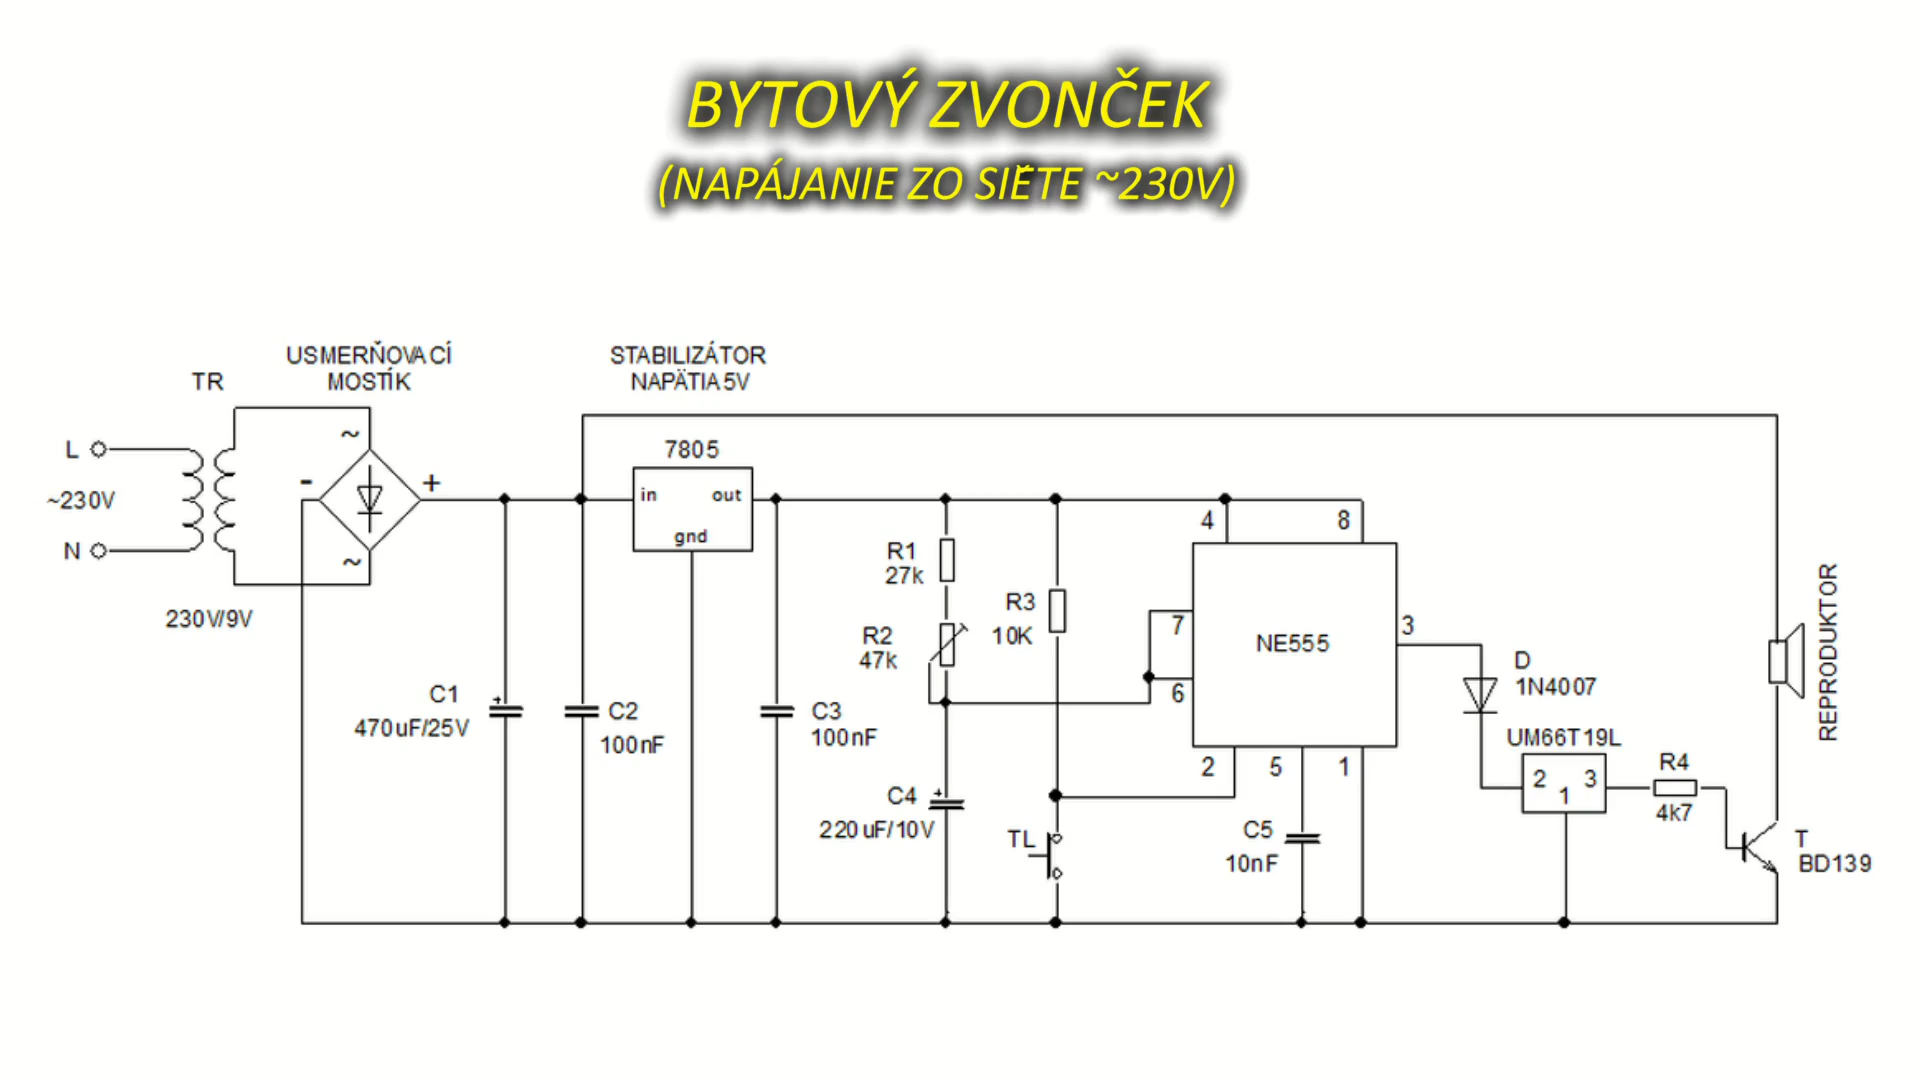 BYTOVÝ ZVONČEK
(NAPÁJANIE ZO SIĚTE ~230V)
USMERŇOVACÍ
MOSTÍK
STABILIZÁTOR
NAPÄTIA 5V
TR
7805
in
out
gnd
L
~230V
N
230V/9V
~
-
+
~
C1
470uF/25V
C2
100nF
C3
100nF
R1
27k
R2
47k
C4
220uF/10V
R3
10K
TL
4
8
7
6
NE555
3
2
5
1
C5
10nF
D
1N4007
UM66T19L
2
3
1
R4
4k7
T
BD139
REPRODUKTOR